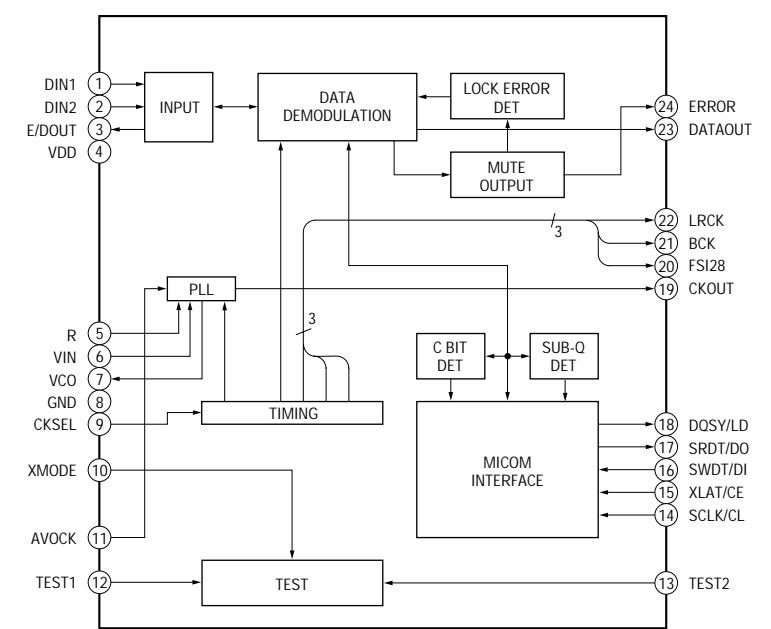 DIN1 1
DIN2 2
E/DOUT 3
VDD 4
INPUT
DATA
DEMODULATION
LOCK ERROR
DET
MUTE
OUTPUT
24 ERROR
23 DATAOUT
22 LRCK
21 BCK
20 FSI28
19 CKOUT
3
PLL
3
R 5
VIN 6
VCO 7
GND 8
CKSEL 9
TIMING
C BIT
DET
SUB-Q
DET
MICOM
INTERFACE
18 DQSY/LD
17 SRDT/DO
16 SWDT/DI
15 XLAT/CE
14 SCLK/CL
XMODE 10
AVOCK 11
TEST1 12
TEST
13 TEST2